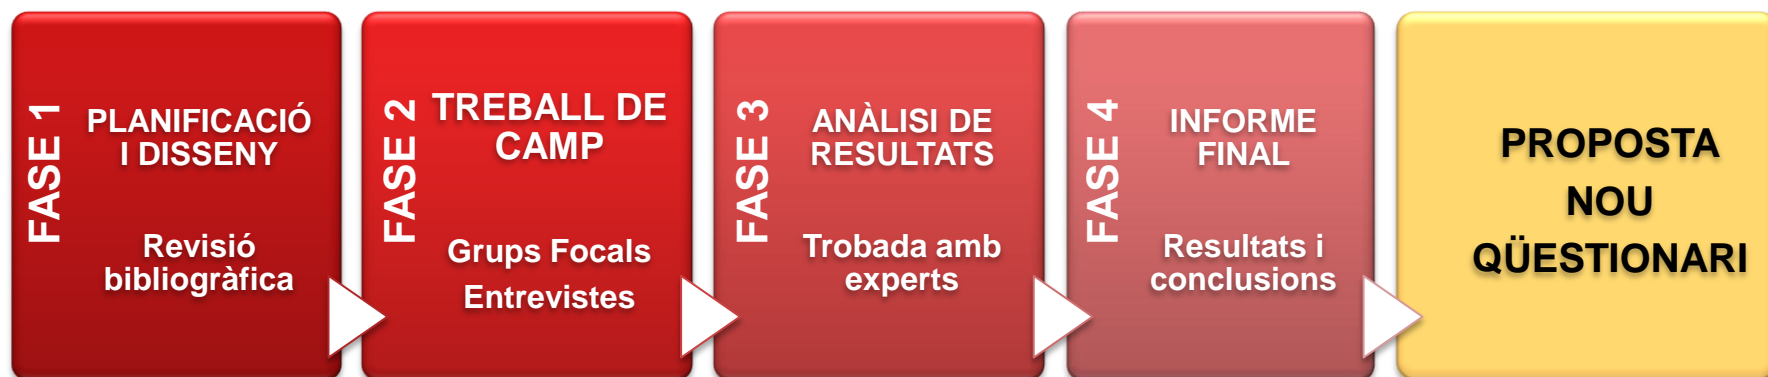 FASE 1
PLANIFICACIÓ
I DISSENY
Revisió
bibliogràfica
FASE 2
TREBALL DE
CAMP
Grups Focals
Entrevistes
FASE 3
ANÀLISI DE
RESULTATS
Trobada amb
experts
FASE 4
INFORME
FINAL
Resultats i
conclusions
PROPOSTA
NOU
QÜESTIONARI